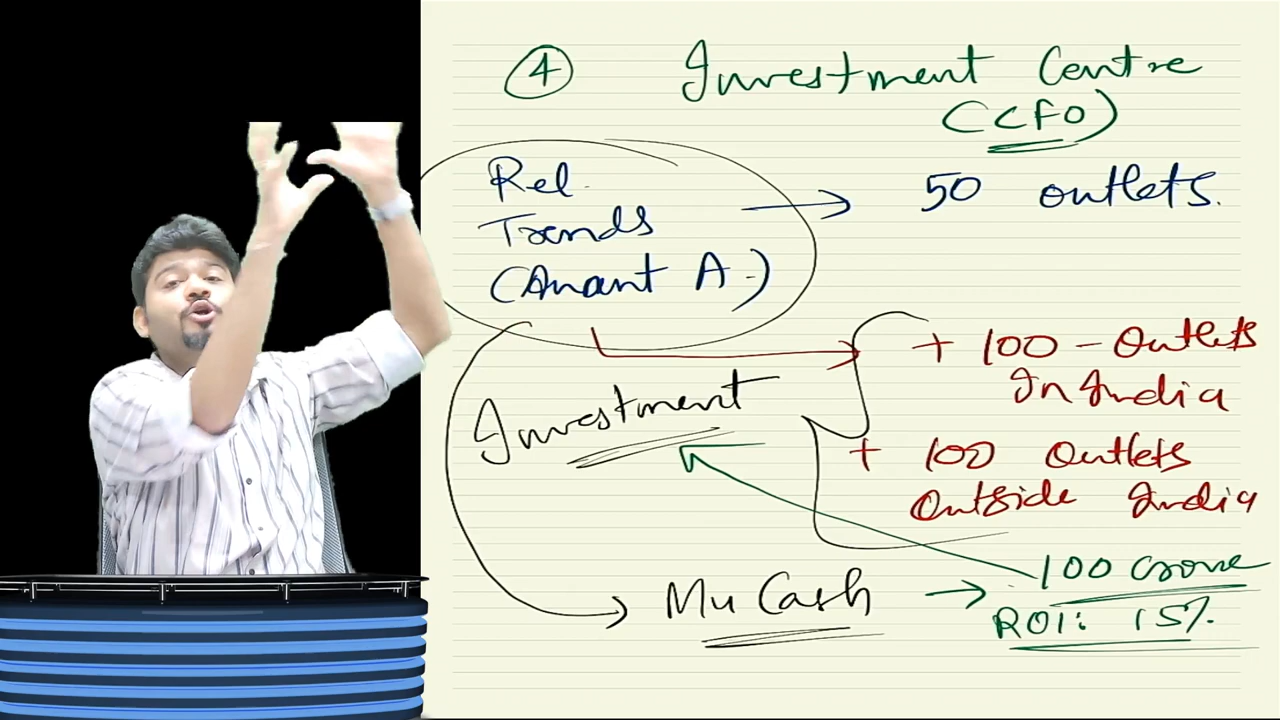 4 Investment Centre
(CFO)
Rel.
Trends
(Anant A.)
→ 50 outlets.
+ 100 - Outlets
In India
Investment
+ 100 Outlets
Outside India
Mu Cash → 100 crore
ROI: 15%